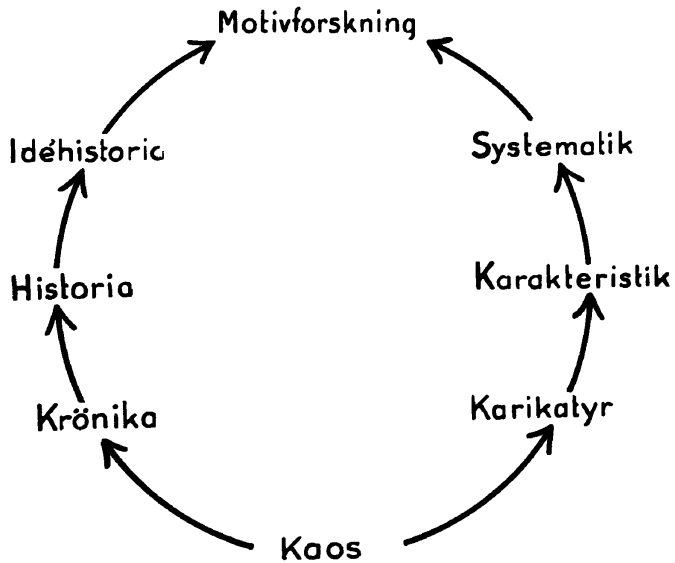 Motivforskning
Idéhistoria
Systematik
Historia
Karakteristik
Krönika
Karikatyr
Kaos